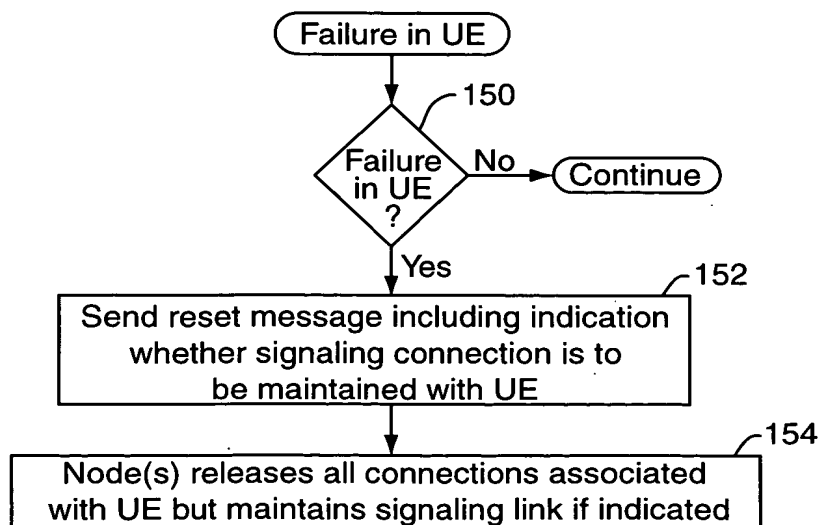 Failure in UE
150
Failure
in UE
?
No
Continue
Yes
152
Send reset message including indication
whether signaling connection is to
be maintained with UE
154
Node(s) releases all connections associated
with UE but maintains signaling link if indicated